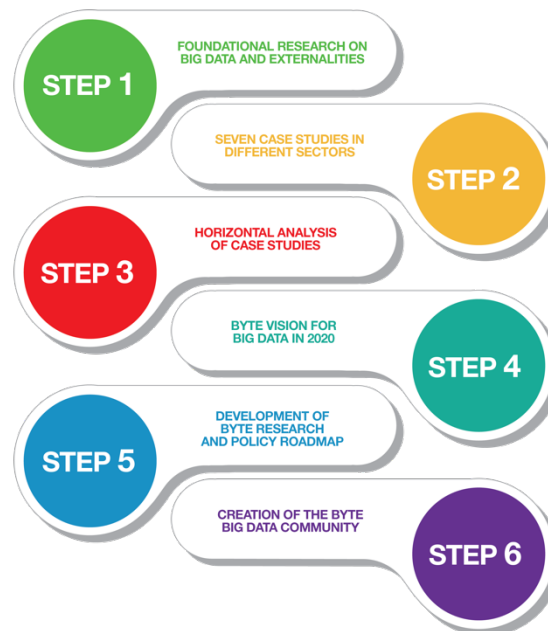 STEP 1
FOUNDATIONAL RESEARCH ON
BIG DATA AND EXTERNALITIES
SEVEN CASE STUDIES IN
DIFFERENT SECTORS
STEP 2
STEP 3
HORIZONTAL ANALYSIS
OF CASE STUDIES
BYTE VISION FOR
BIG DATA IN 2020
STEP 4
STEP 5
DEVELOPMENT OF
BYTE RESEARCH
AND POLICY ROADMAP
CREATION OF THE BYTE
BIG DATA COMMUNITY
STEP 6